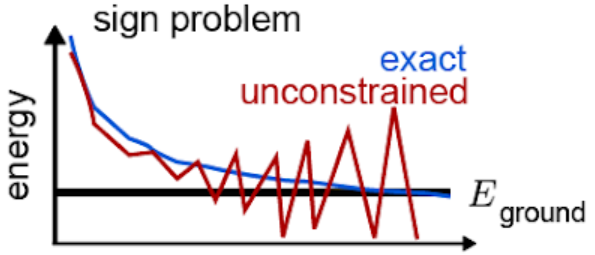 sign problem
exact
unconstrained
energy
E ground